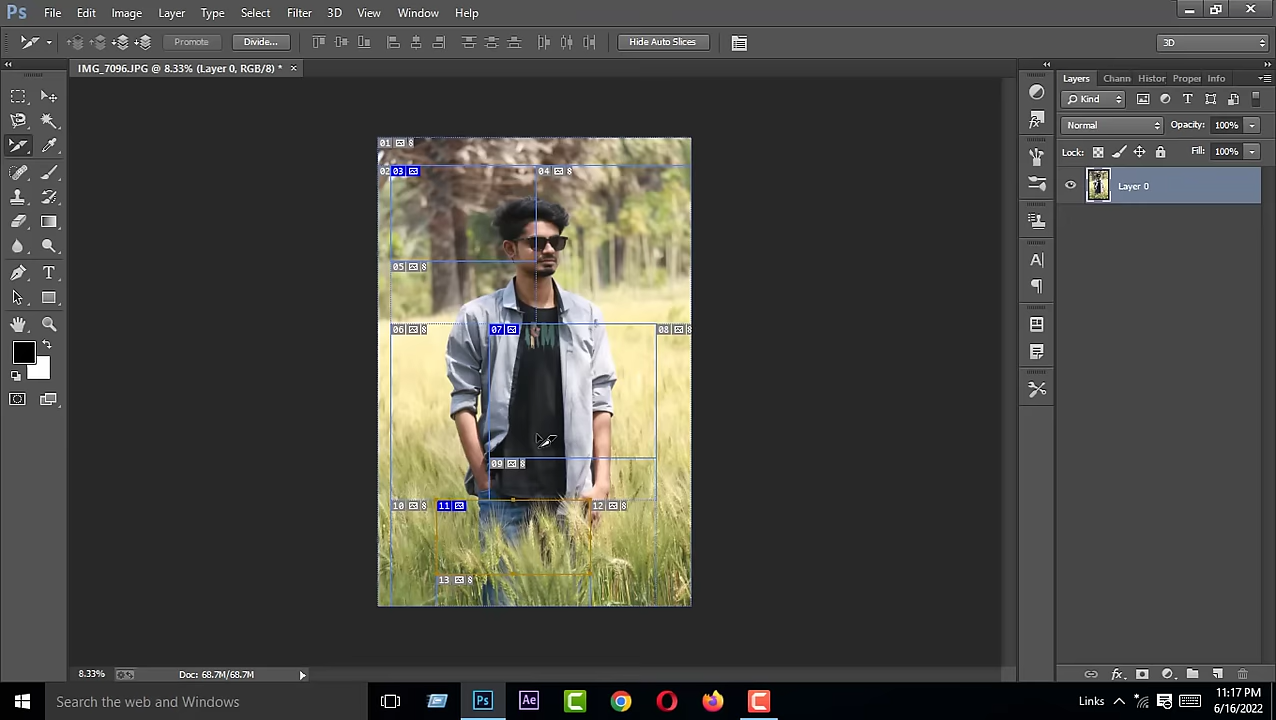 Ps File Edit Image Layer Type Select Filter 3D View Window Help
Promote Divide... Hide Auto Slices 3D
IMG_7096.JPG @ 8.33% (Layer 0, RGB/8) * ×
Layers Chann Histor Proper Info
Kind T
Normal Opacity: 100%
Lock: Fill: 100%
Layer 0
01
02 03 04
05
06 07 08
09
10 11 12
13
8.33% Doc: 68.7M/68.7M
Search the web and Windows Ps Ae Links 11:17 PM
6/16/2022